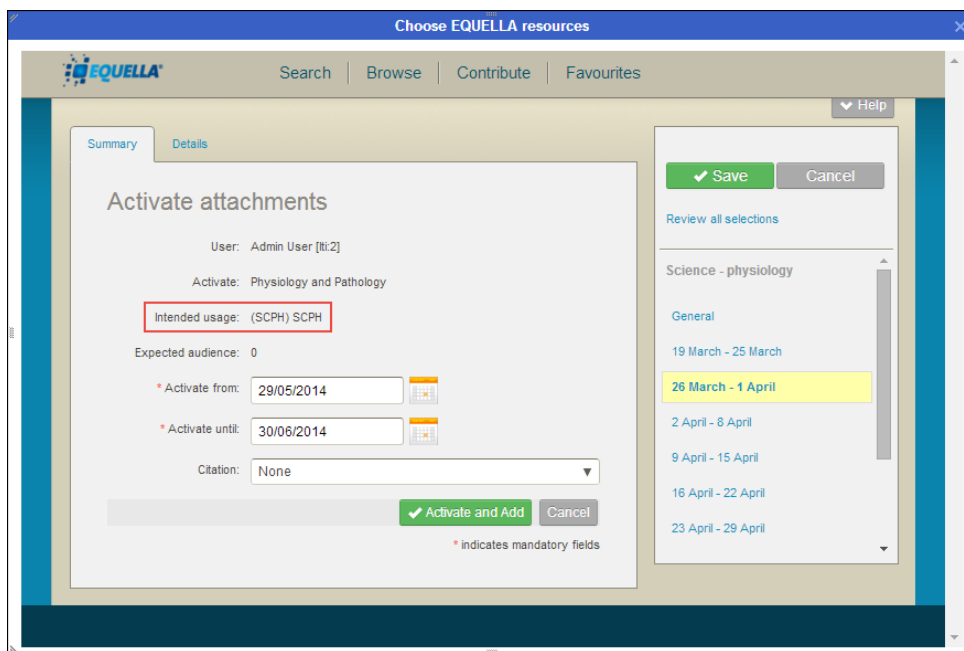 Choose EQUELLA resources
EQUELLA
Search Browse Contribute Favourites
Help
Summary Details
Activate attachments
User: Admin User [lti:2]
Activate: Physiology and Pathology
Intended usage: (SCPH) SCPH
Expected audience: 0
* Activate from: 29/05/2014
* Activate until: 30/06/2014
Citation: None
Activate and Add Cancel
* indicates mandatory fields
Save Cancel
Review all selections
Science - physiology
General
19 March - 25 March
26 March - 1 April
2 April - 8 April
9 April - 15 April
16 April - 22 April
23 April - 29 April